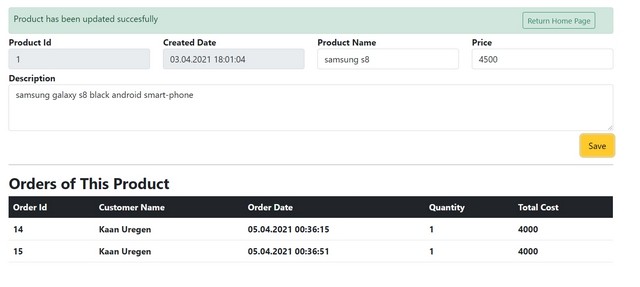 Product has been updated succesfully Return Home Page
Product Id Created Date Product Name Price
1 03.04.2021 18:01:04 samsung s8 4500
Description
samsung galaxy s8 black android smart-phone
Save
Orders of This Product
Order Id Customer Name Order Date Quantity Total Cost
14 Kaan Uregen 05.04.2021 00:36:15 1 4000
15 Kaan Uregen 05.04.2021 00:36:51 1 4000